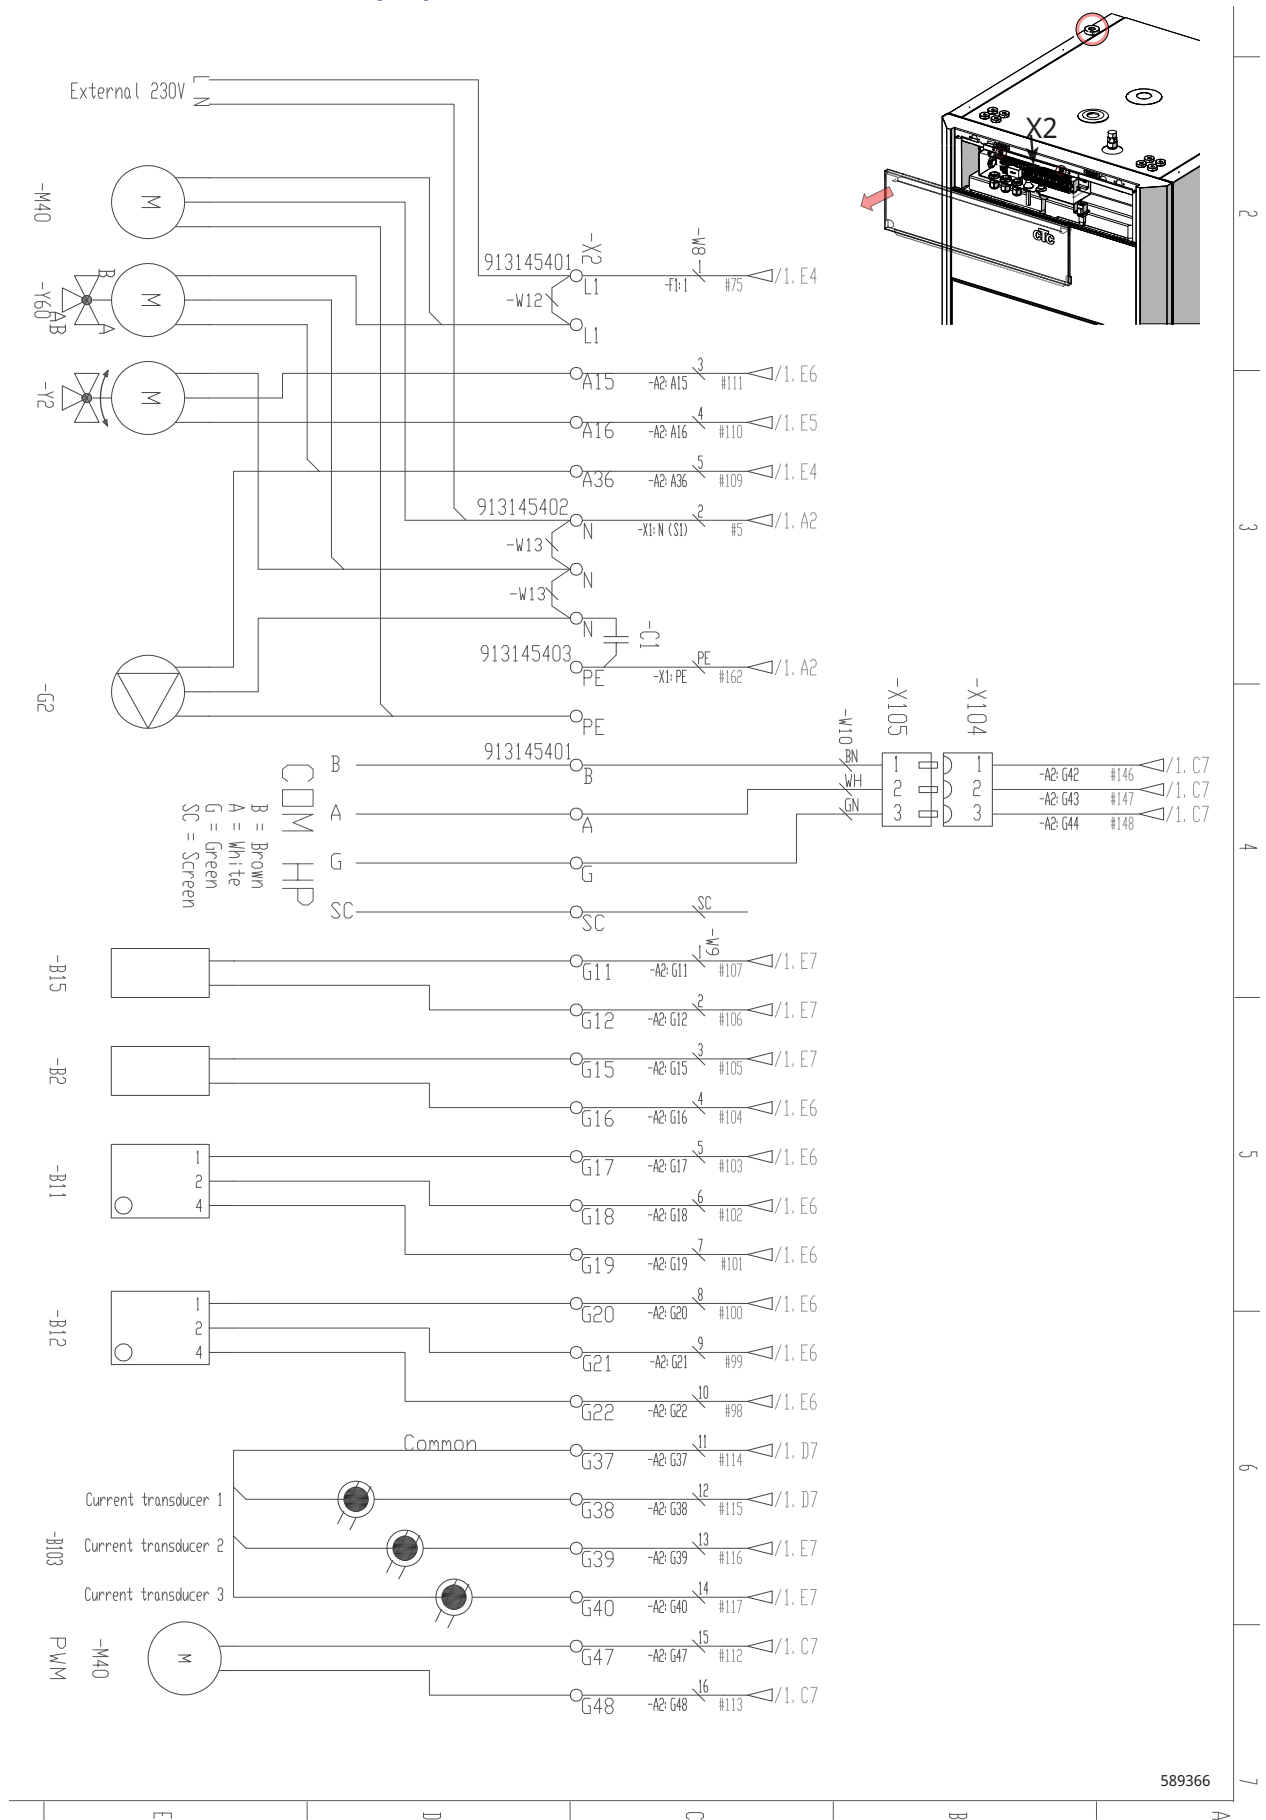 External 230V L
N
X2
cTc
-M40
2
-X2
-W8
913145401
L1
-F1:1
1
#75
/1.E4
-W12
L1
-Y60
B
AB
A
M
M
-Y2
M
A15
-A2:A15
3
#111
/1.E6
A16
-A2:A16
4
#110
/1.E5
A36
-A2:A36
5
#109
/1.E4
913145402
N
-X1:N (S1)
2
#5
/1.A2
3
-W13
N
-W13
N
-C1
913145403
PE
-X1:PE
PE
#162
/1.A2
-G2
PE
-W10
-X105
-X104
913145401
B
B
BN
1
1
-A2:G42
#146
/1.C7
A
A
WH
2
2
-A2:G43
#147
/1.C7
G
G
GN
3
3
-A2:G44
#148
/1.C7
4
SC
SC
SC
COM HP
B = Brown
A = White
G = Green
SC = Screen
-W9
-B15
G11
-A2:G11
1
#107
/1.E7
G12
-A2:G12
2
#106
/1.E7
-B2
G15
-A2:G15
3
#105
/1.E7
G16
-A2:G16
4
#104
/1.E6
-B11
1
2
4
G17
-A2:G17
5
#103
/1.E6
5
G18
-A2:G18
6
#102
/1.E6
G19
-A2:G19
7
#101
/1.E6
-B12
1
2
4
G20
-A2:G20
8
#100
/1.E6
G21
-A2:G21
9
#99
/1.E6
G22
-A2:G22
10
#98
/1.E6
Common
G37
-A2:G37
11
#114
/1.D7
6
-B103
Current transducer 1
G38
-A2:G38
12
#115
/1.D7
Current transducer 2
G39
-A2:G39
13
#116
/1.E7
Current transducer 3
G40
-A2:G40
14
#117
/1.E7
PWM
-M40
M
G47
-A2:G47
15
#112
/1.C7
G48
-A2:G48
16
#113
/1.C7
589366
7
E
D
C
B
A